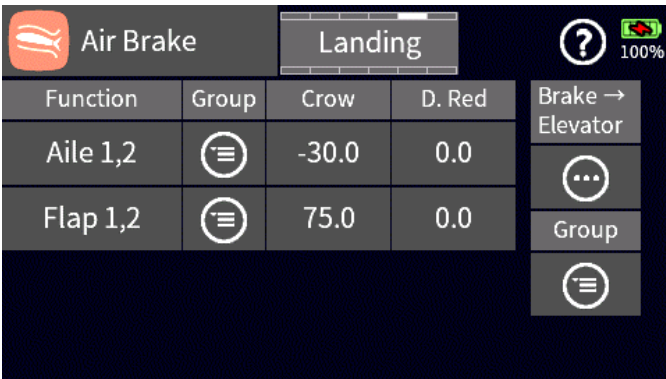 Air Brake
Landing
?
100%
Function Group Crow D. Red
Brake →
Elevator
Aile 1,2 -30.0 0.0
Flap 1,2 75.0 0.0
Group